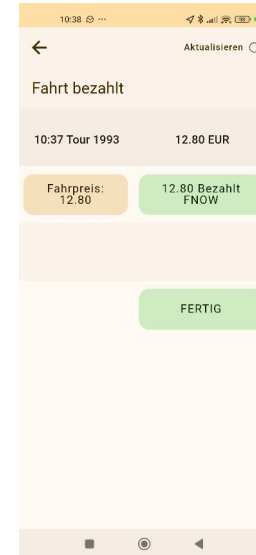 10:38 ···
98
Aktualisieren
Fahrt bezahlt
10:37 Tour 1993 12.80 EUR
Fahrpreis:
12.80
12.80 Bezahlt
FNOW
FERTIG